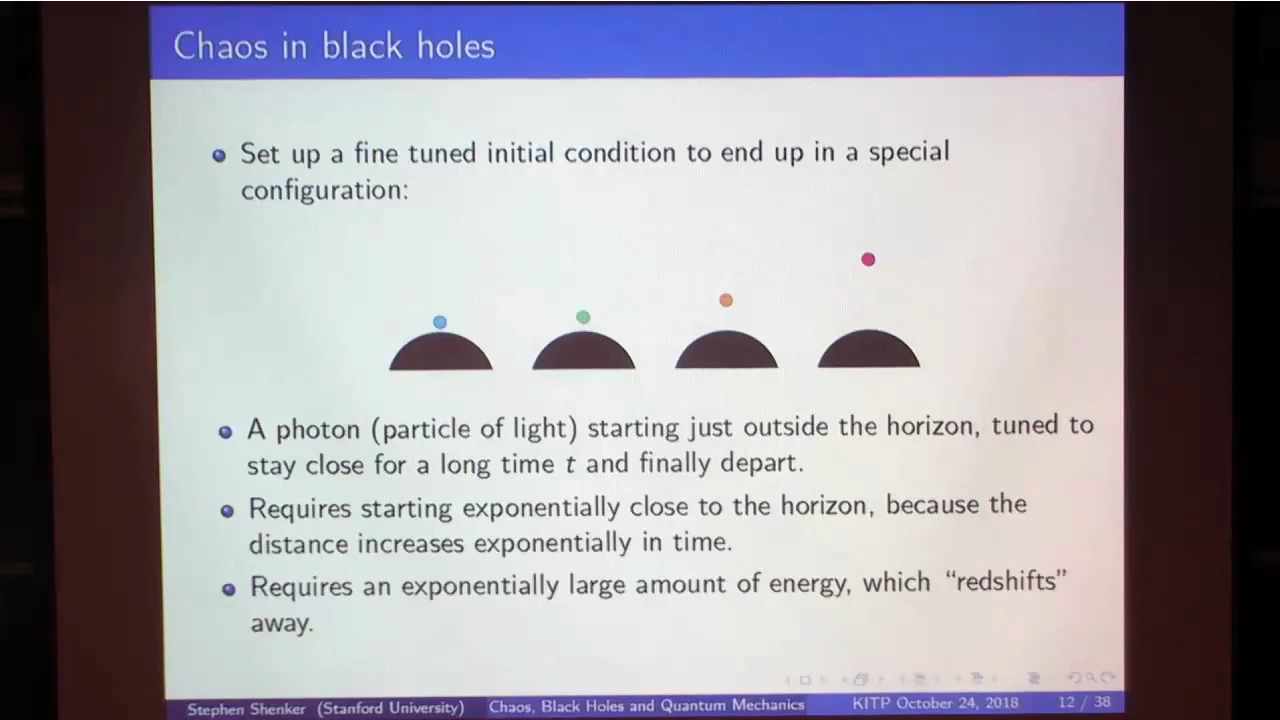 Chaos in black holes
Set up a fine tuned initial condition to end up in a special
configuration:
A photon (particle of light) starting just outside the horizon, tuned to
stay close for a long time t and finally depart.
Requires starting exponentially close to the horizon, because the
distance increases exponentially in time.
Requires an exponentially large amount of energy, which “redshifts”
away.
Stephen Shenker (Stanford University) Chaos, Black Holes and Quantum Mechanics KITP October 24, 2018 12 / 38